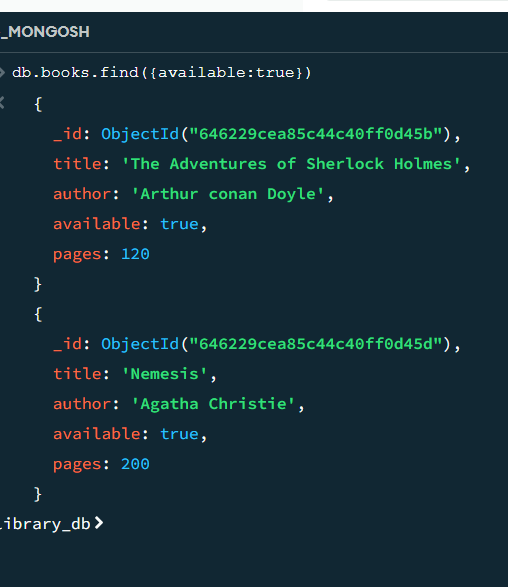 _MONGOSH
> db.books.find({available:true})
< {
_id: ObjectId("646229cea85c44c40ff0d45b"),
title: 'The Adventures of Sherlock Holmes',
author: 'Arthur conan Doyle',
available: true,
pages: 120
}
{
_id: ObjectId("646229cea85c44c40ff0d45d"),
title: 'Nemesis',
author: 'Agatha Christie',
available: true,
pages: 200
}
library_db>